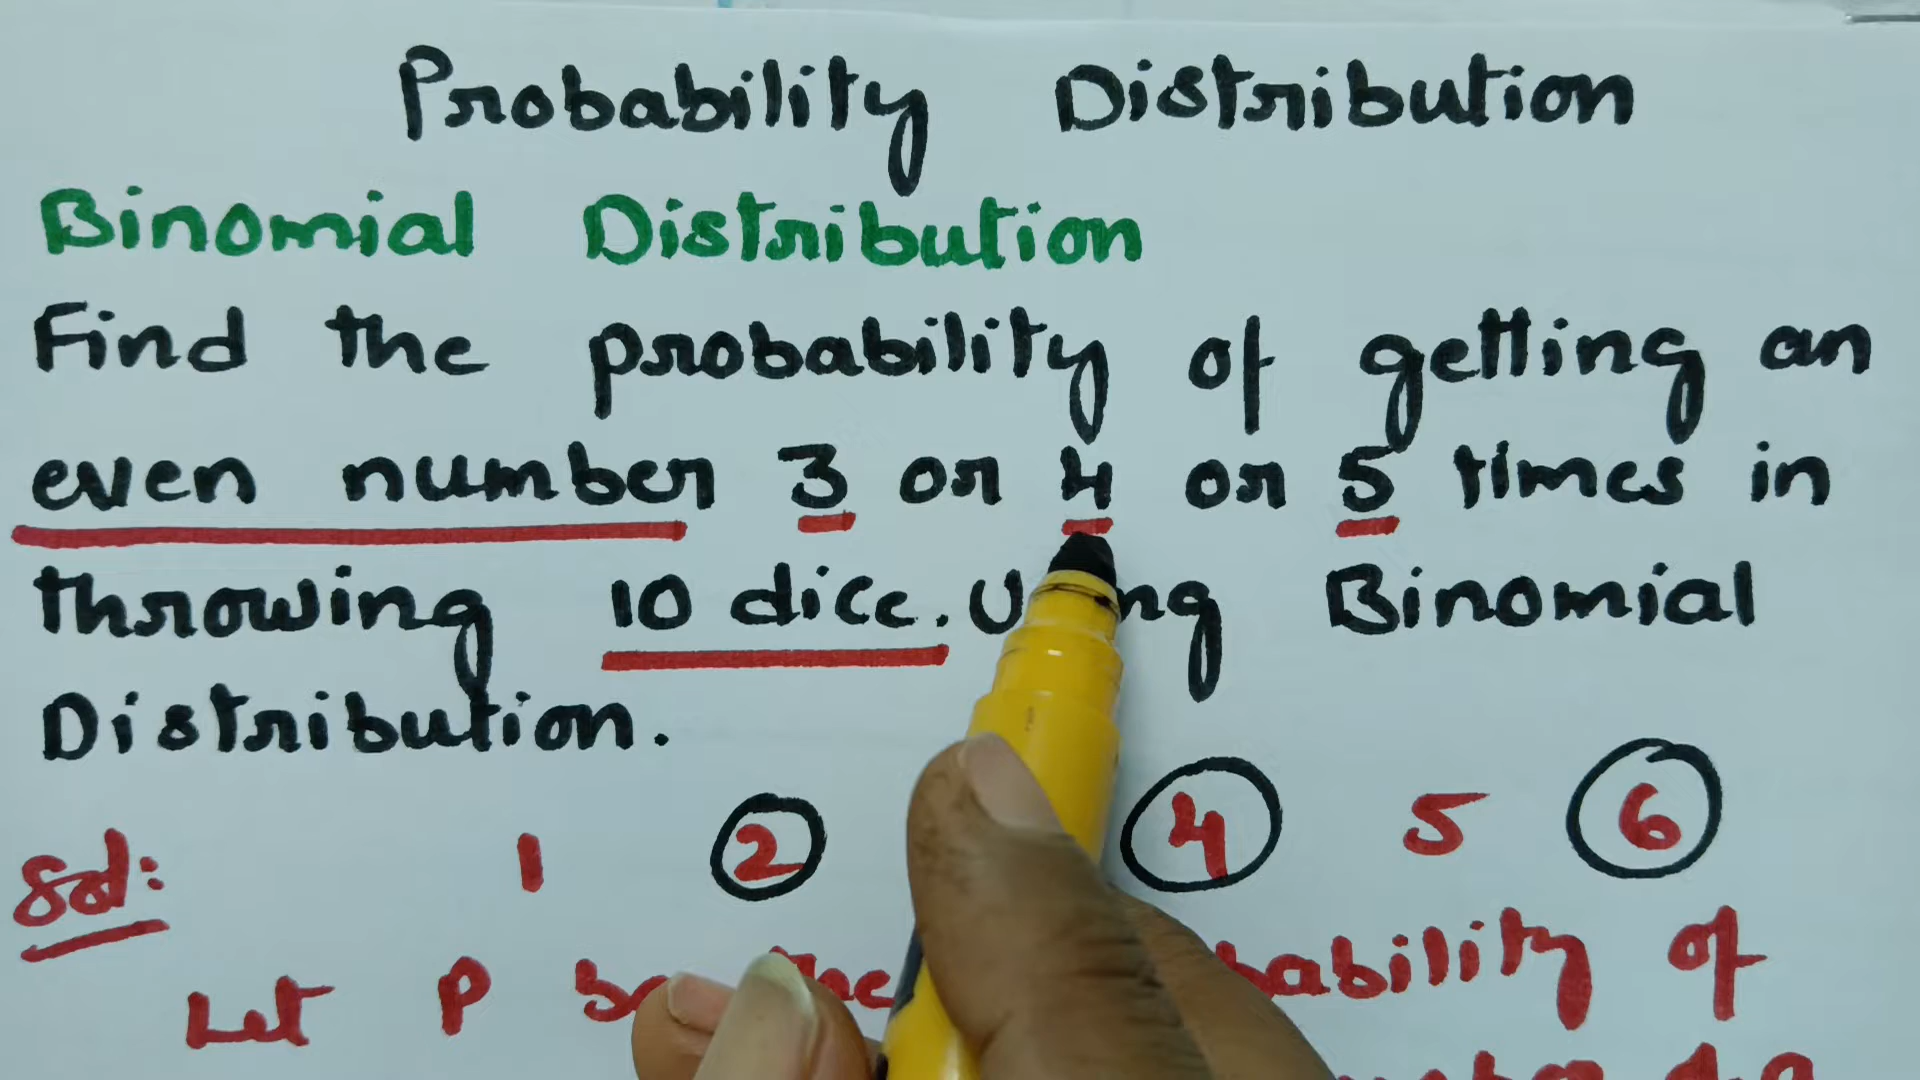 Probability Distribution
Binomial Distribution
Find the probability of getting an
even number 3 or 4 or 5 times in
throwing 10 dice. Binomial
Distribution.
1 2 4 5 6
Sol:
Let P of